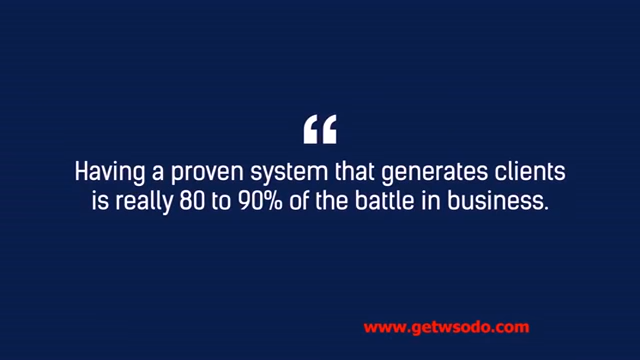 “
Having a proven system that generates clients
is really 80 to 90% of the battle in business.
www.getwsodo.com